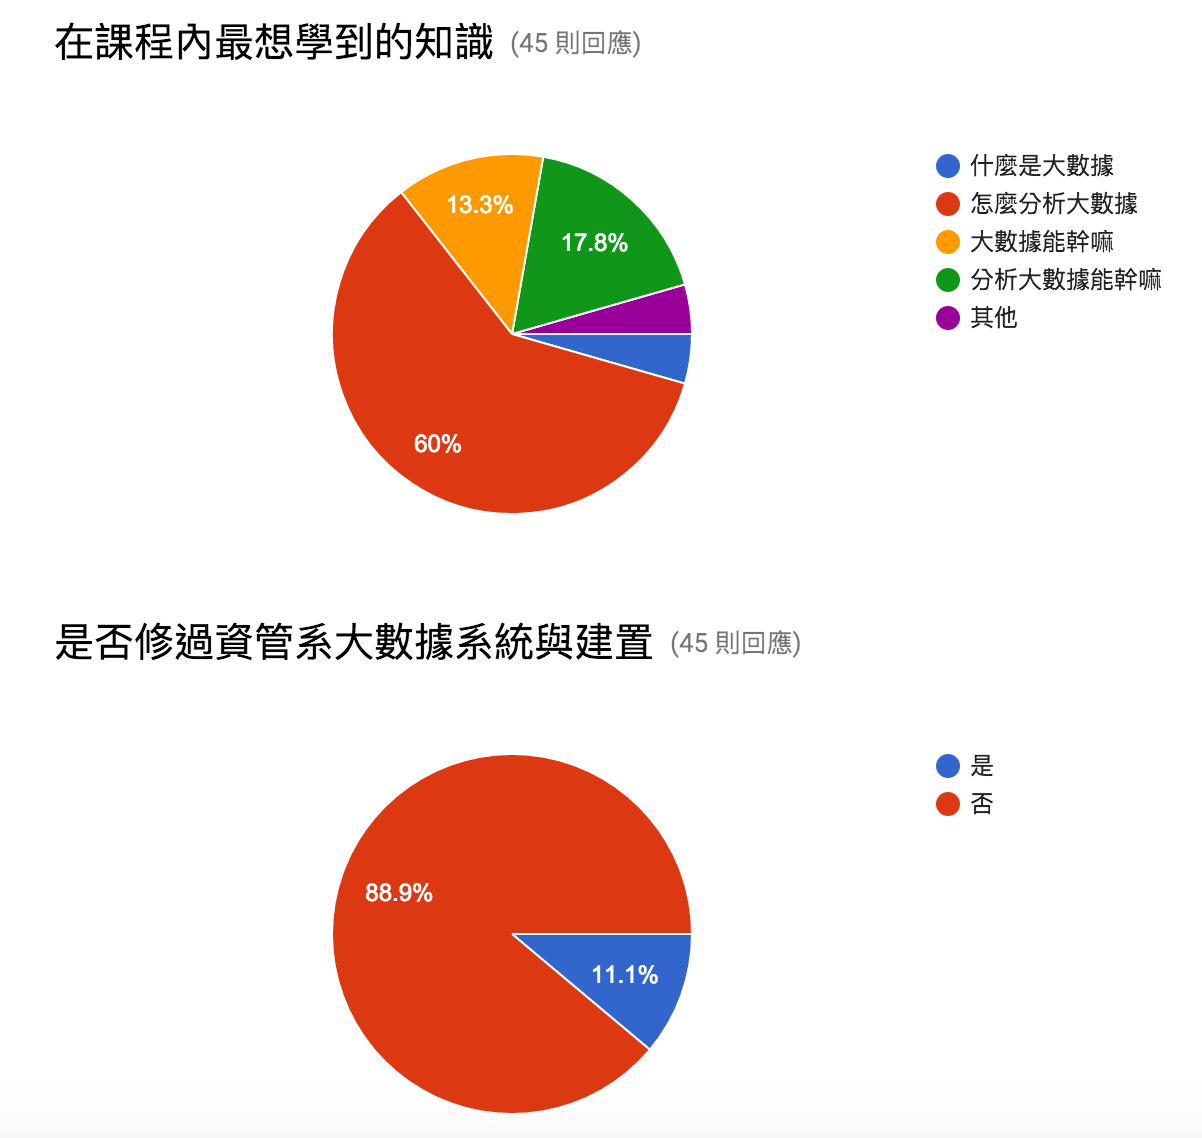 在課程內最想學到的知識 (45 則回應)
什麼是大數據
怎麼分析大數據
大數據能幹嘛
分析大數據能幹嘛
其他
13.3%
17.8%
60%
是否修過資管系大數據系統與建置 (45 則回應)
是
否
88.9%
11.1%